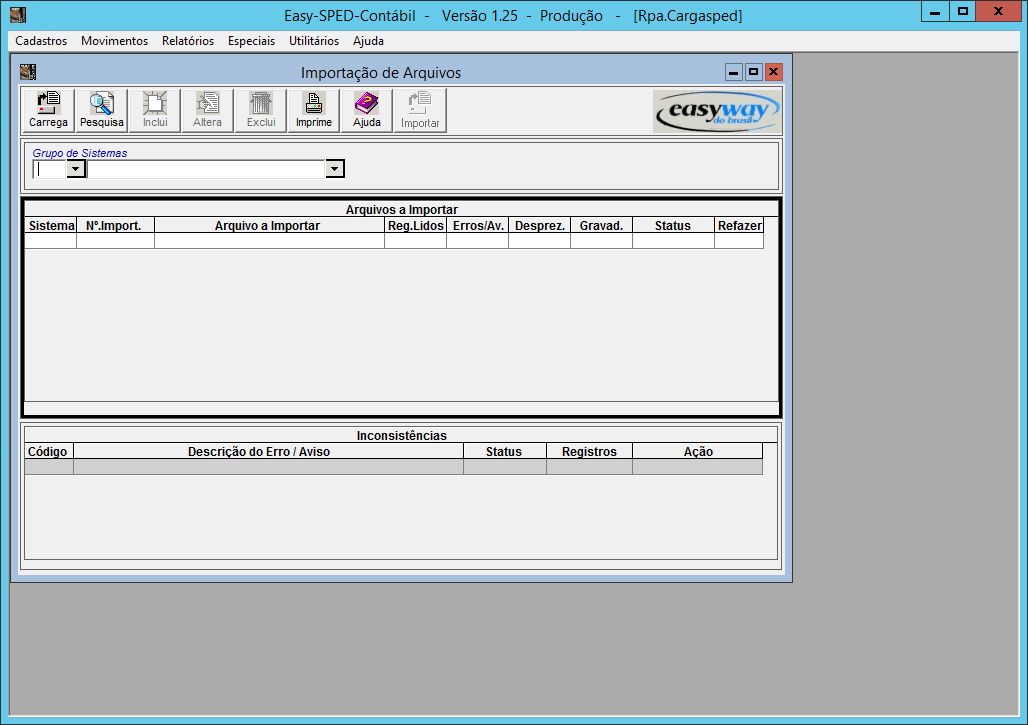 Easy-SPED-Contábil - Versão 1.25 - Produção - [Rpa.Cargasped]
Cadastros Movimentos Relatórios Especiais Utilitários Ajuda
Importação de Arquivos
Carrega Pesquisa Inclui Altera Exclui Imprime Ajuda Importar
easyway
do brasil
Grupo de Sistemas
Arquivos a Importar
Sistema Nº.Import. Arquivo a Importar Reg.Lidos Erros/Av. Desprez. Gravad. Status Refazer
Inconsistências
Código Descrição do Erro / Aviso Status Registros Ação